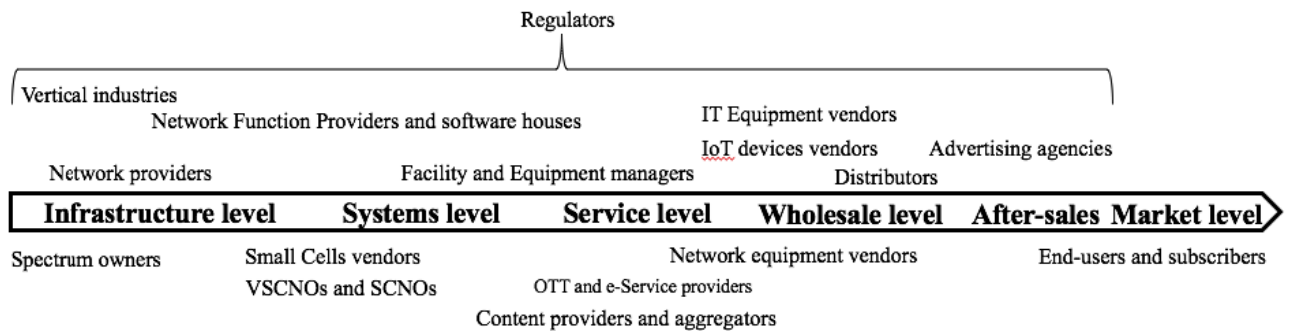 Regulators
Vertical industries
Network Function Providers and software houses
IT Equipment vendors
IoT devices vendors
Advertising agencies
Network providers
Facility and Equipment managers
Distributors
Infrastructure level
Systems level
Service level
Wholesale level
After-sales
Market level
Spectrum owners
Small Cells vendors
Network equipment vendors
End-users and subscribers
VSCNOs and SCNOs
OTT and e-Service providers
Content providers and aggregators